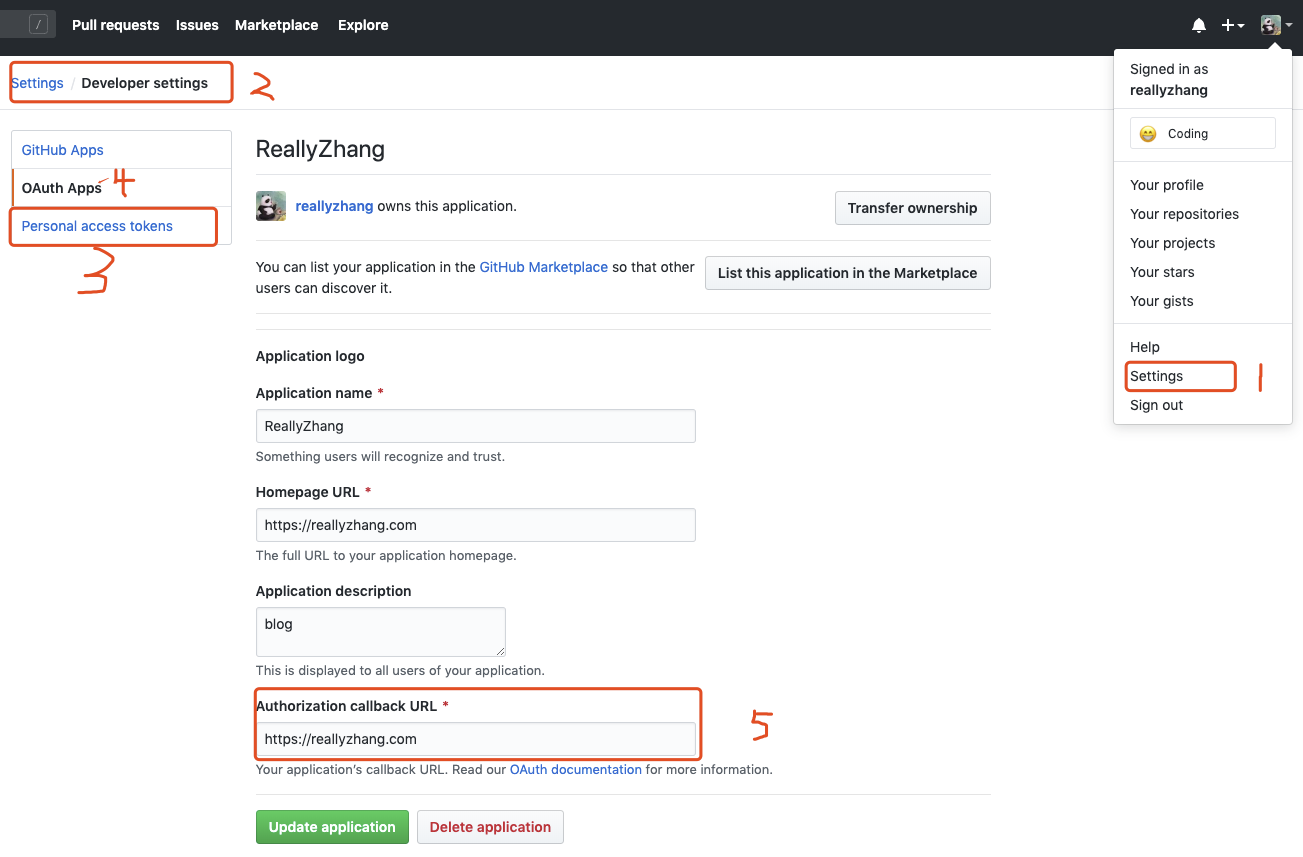 / Pull requests Issues Marketplace Explore
Settings / Developer settings 2
Signed in as
reallyzhang
Coding
Your profile
Your repositories
Your projects
Your stars
Your gists
Help
Settings 1
Sign out
GitHub Apps
OAuth Apps 4
Personal access tokens
3
ReallyZhang
reallyzhang owns this application.
Transfer ownership
You can list your application in the GitHub Marketplace so that other
users can discover it.
List this application in the Marketplace
Application logo
Application name *
ReallyZhang
Something users will recognize and trust.
Homepage URL *
https://reallyzhang.com
The full URL to your application homepage.
Application description
blog
This is displayed to all users of your application.
Authorization callback URL *
https://reallyzhang.com
5
Your application’s callback URL. Read our OAuth documentation for more information.
Update application Delete application